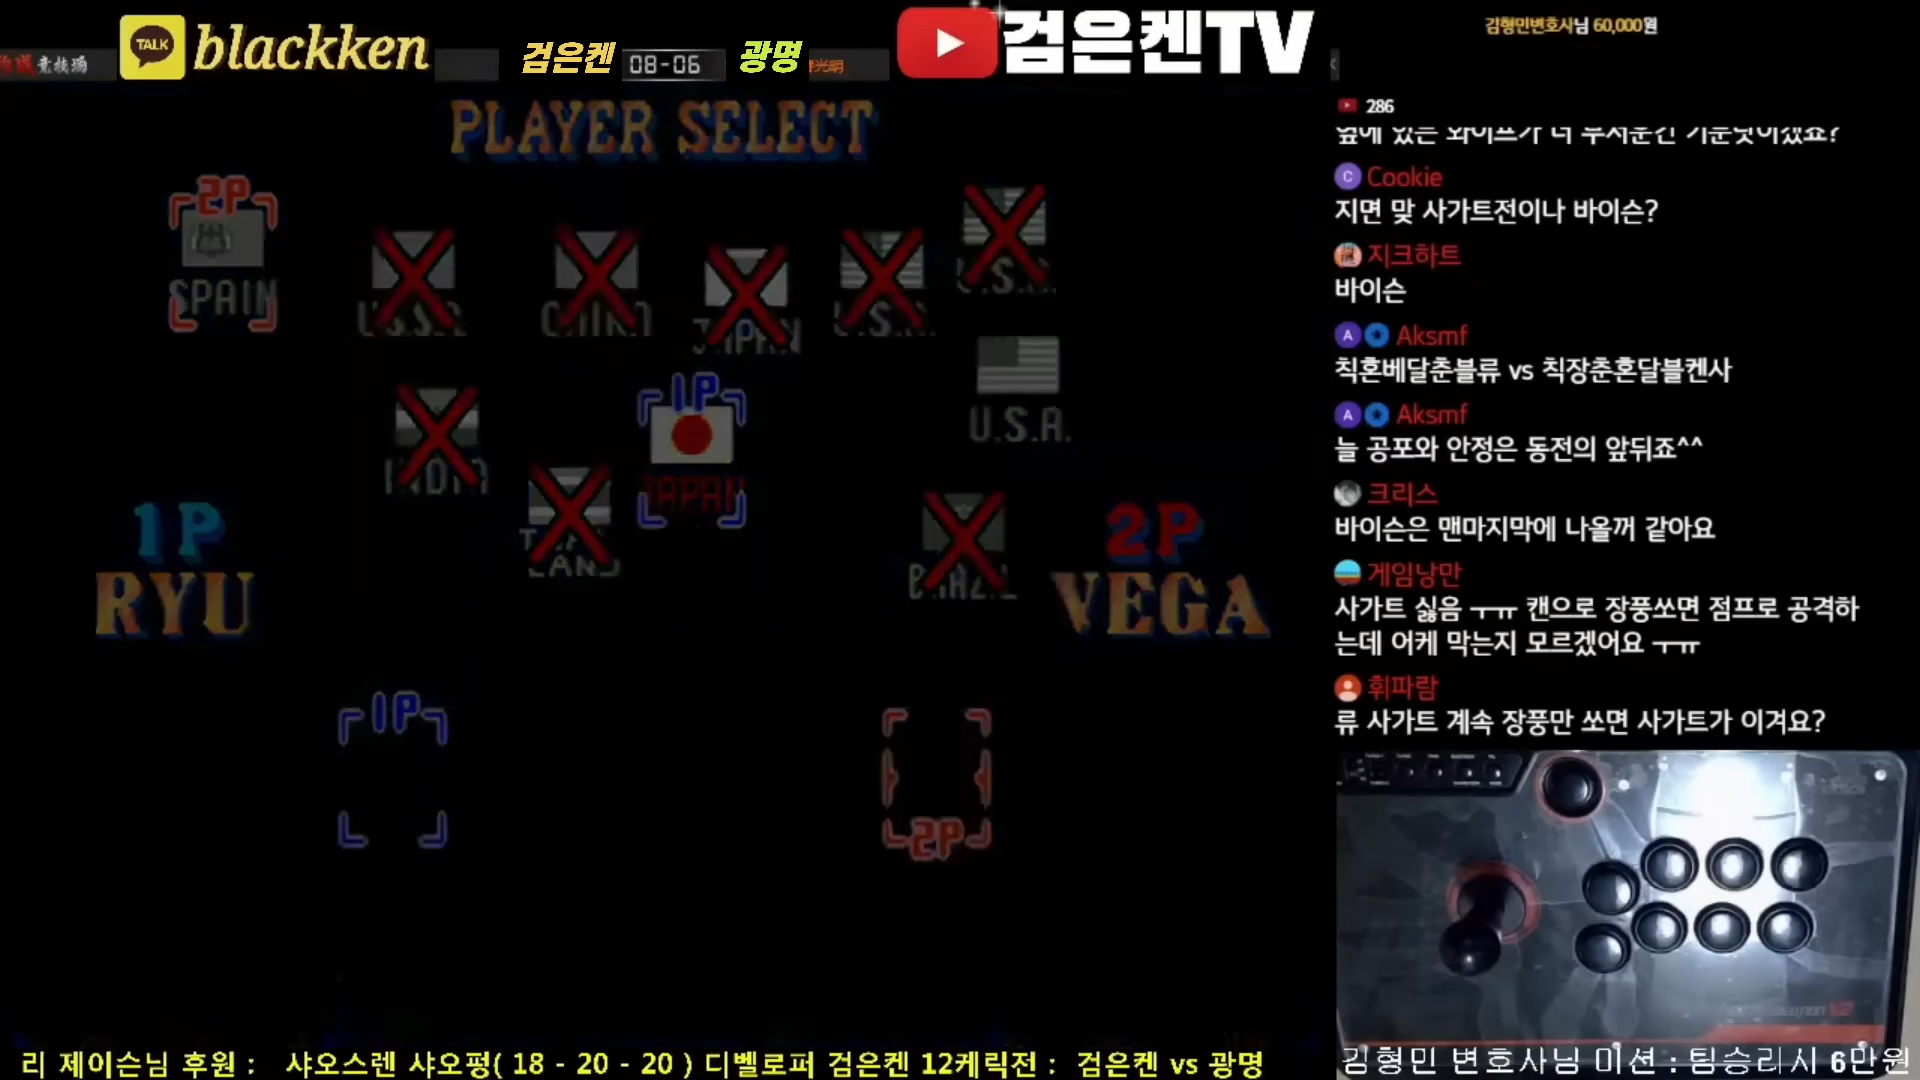 TALK blackken
검은켄 08-06 광명
검은켄TV
김형민변호사님 60,000원
竞技场
PLAYER SELECT
2P
SPAIN
JAPAN
1P
JAPAN
U.S.A.
1P
RYU
2P
VEGA
1P
2P
286
Cookie
지면 맞 사가트전이나 바이슨?
지크하트
바이슨
Aksmf
칙혼베달춘블류 vs 칙장춘혼달블켄사
Aksmf
늘 공포와 안정은 동전의 앞뒤죠^^
크리스
바이슨은 맨마지막에 나올꺼 같아요
게임낭만
사가트 싫음 ㅜㅠ 캔으로 장풍쏘면 점프로 공격하
는데 어케 막는지 모르겠어요 ㅜㅠ
휘파람
류 사가트 계속 장풍만 쏘면 사가트가 이겨요?
리 제이슨님 후원 : 샤오스렌 샤오펑( 18 - 20 - 20 ) 디벨로퍼 검은켄 12케릭전 : 검은켄 vs 광명
김형민 변호사님 미션 : 팀승리시 6만원